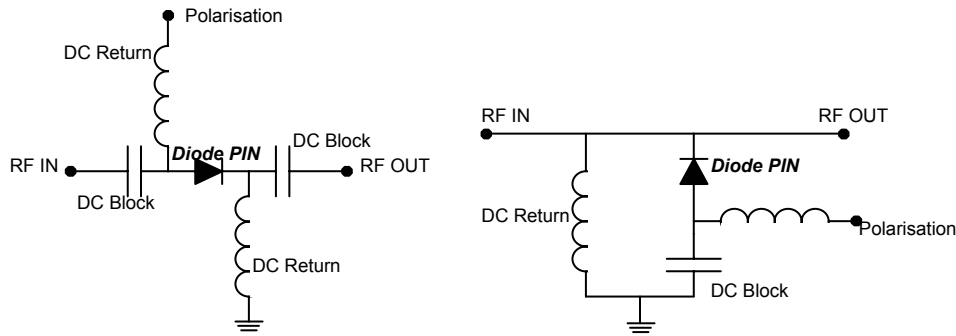 Polarisation
DC Return
RF IN
Diode PIN
DC Block
RF OUT
DC Block
DC Return
RF IN
RF OUT
Diode PIN
DC Return
Polarisation
DC Block